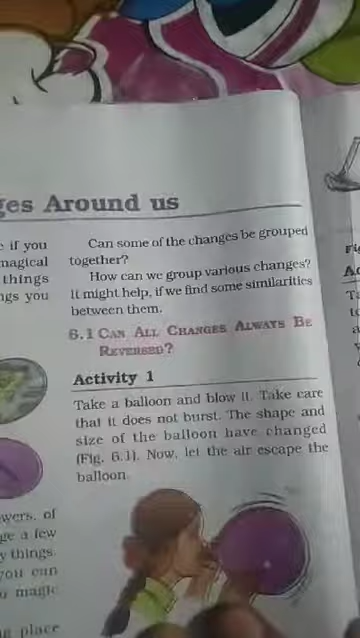 ges Around us
e if you
magical
things
ngs you
wers, of
ge a few
y things.
you can
magic
place
Can some of the changes be grouped
together?
How can we group various changes?
It might help, if we find some similarities
between them.
6.1 CAN ALL CHANGES ALWAYS BE
REVERSED?
Activity 1
Take a balloon and blow it. Take care
that it does not burst. The shape and
size of the balloon have changed
(Fig. 6.1). Now, let the air escape the
balloon.